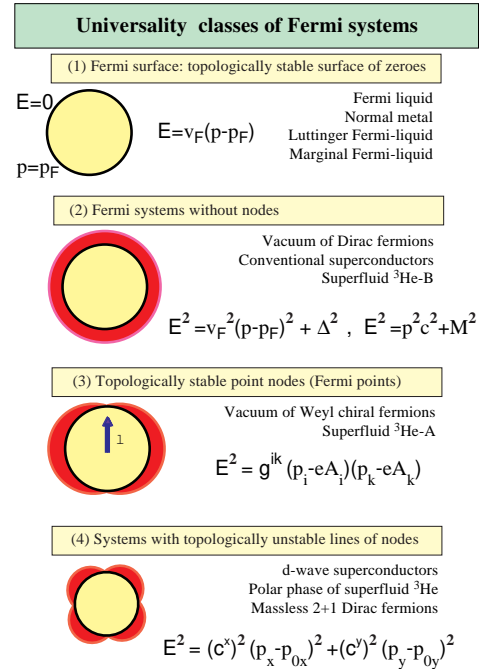 Universality classes of Fermi systems
(1) Fermi surface: topologically stable surface of zeroes
E=0
p=p_F
E=v_F(p-p_F)
Fermi liquid
Normal metal
Luttinger Fermi-liquid
Marginal Fermi-liquid
(2) Fermi systems without nodes
Vacuum of Dirac fermions
Conventional superconductors
Superfluid ³He-B
E² =v_F²(p-p_F)² + Δ² , E² =p²c²+M²
(3) Topologically stable point nodes (Fermi points)
l
Vacuum of Weyl chiral fermions
Superfluid ³He-A
E² = g^ik (p_i-eA_i)(p_k-eA_k)
(4) Systems with topologically unstable lines of nodes
d-wave superconductors
Polar phase of superfluid ³He
Massless 2+1 Dirac fermions
E² = (c^x)² (p_x-p_0x)² +(c^y)² (p_y-p_0y)²